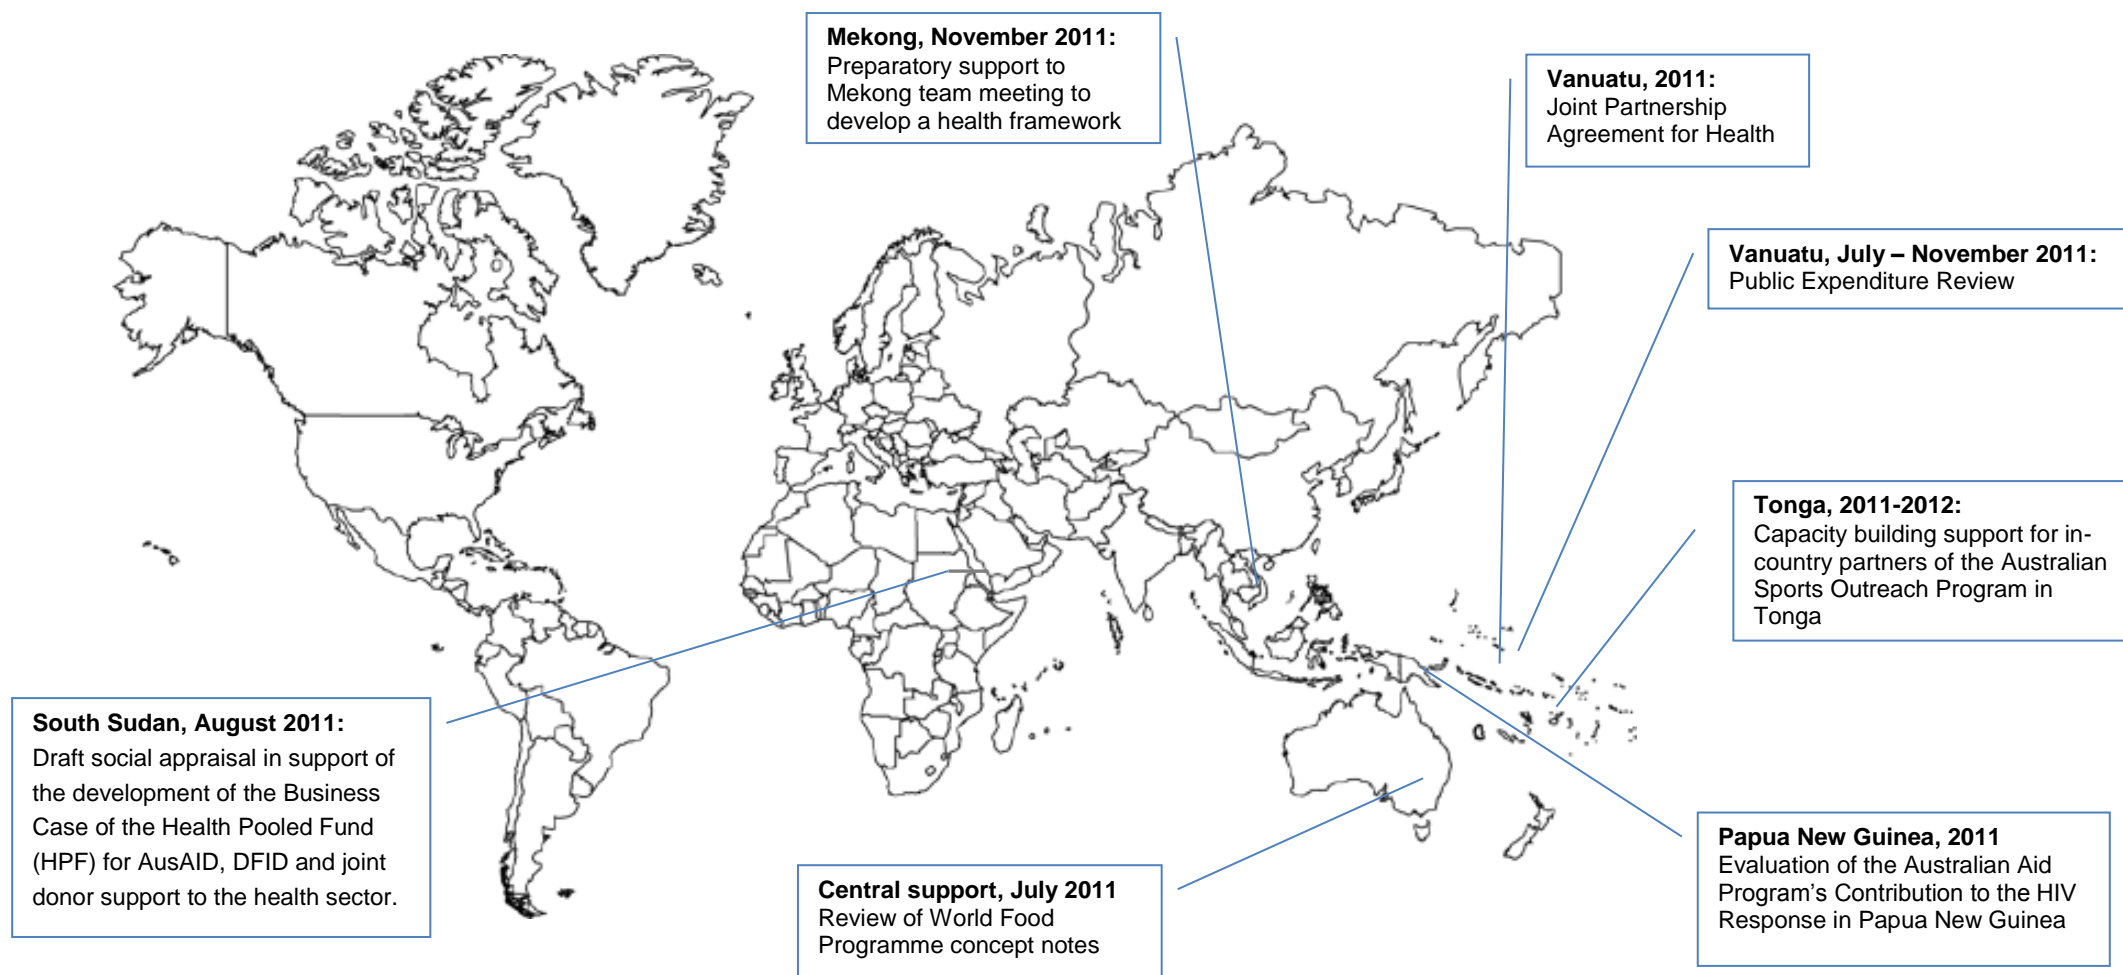 Mekong, November 2011:
Preparatory support to
Mekong team meeting to
develop a health framework
Vanuatu, 2011:
Joint Partnership
Agreement for Health
Vanuatu, July – November 2011:
Public Expenditure Review
Tonga, 2011-2012:
Capacity building support for in-
country partners of the Australian
Sports Outreach Program in
Tonga
South Sudan, August 2011:
Draft social appraisal in support of
the development of the Business
Case of the Health Pooled Fund
(HPF) for AusAID, DFID and joint
donor support to the health sector.
Central support, July 2011
Review of World Food
Programme concept notes
Papua New Guinea, 2011
Evaluation of the Australian Aid
Program's Contribution to the HIV
Response in Papua New Guinea